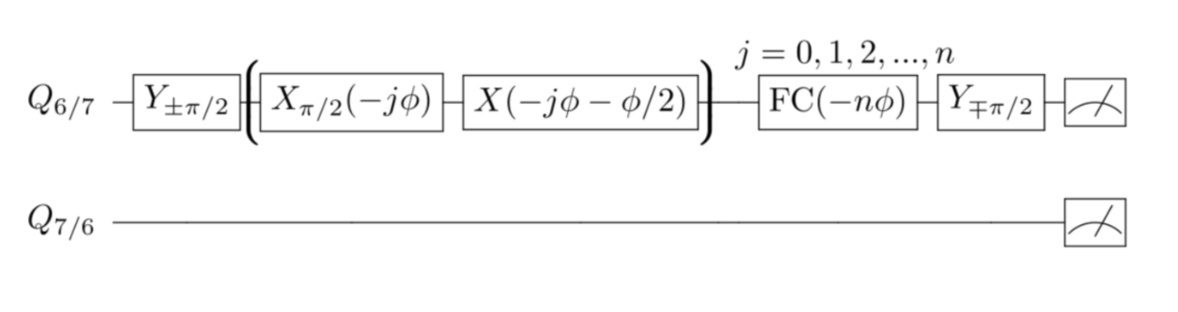 j = 0, 1, 2, ..., n
Q_{6/7} Y_{±π/2} ( X_{π/2}(−jϕ) X(−jϕ − ϕ/2) ) FC(−nϕ) Y_{∓π/2}
Q_{7/6}